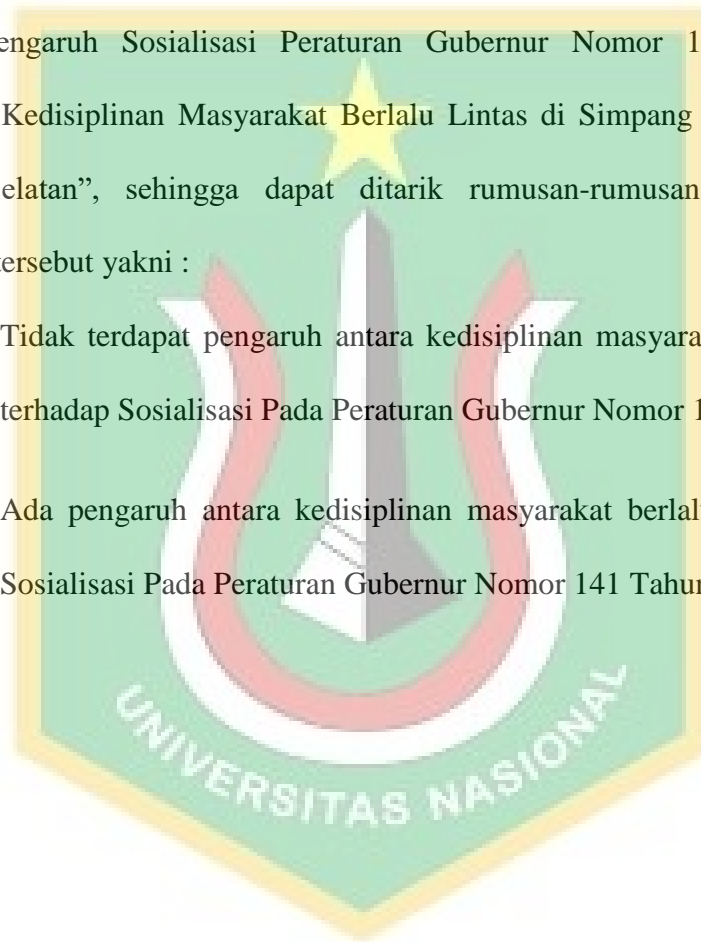 engaruh Sosialisasi Peraturan Gubernur Nomor 1
Kedisiplinan Masyarakat Berlalu Lintas di Simpang
elatan”, sehingga dapat ditarik rumusan-rumusan
tersebut yakni :
Tidak terdapat pengaruh antara kedisiplinan masyara
terhadap Sosialisasi Pada Peraturan Gubernur Nomor 1
Ada pengaruh antara kedisiplinan masyarakat berlal
Sosialisasi Pada Peraturan Gubernur Nomor 141 Tahu
UNIVERSITAS NASIONAL